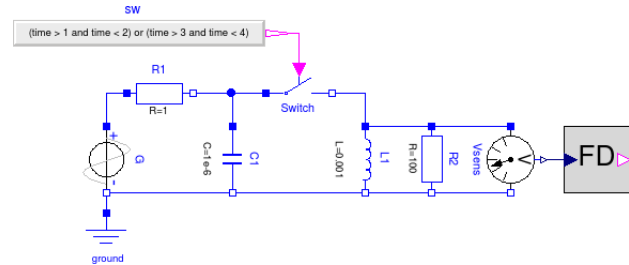 sw
(time > 1 and time < 2) or (time > 3 and time < 4)
R1
R=1
Switch
+
G
-
C=1e-6
C1
L=0.001
L1
R=100
R2
Vsens
V
FD
ground